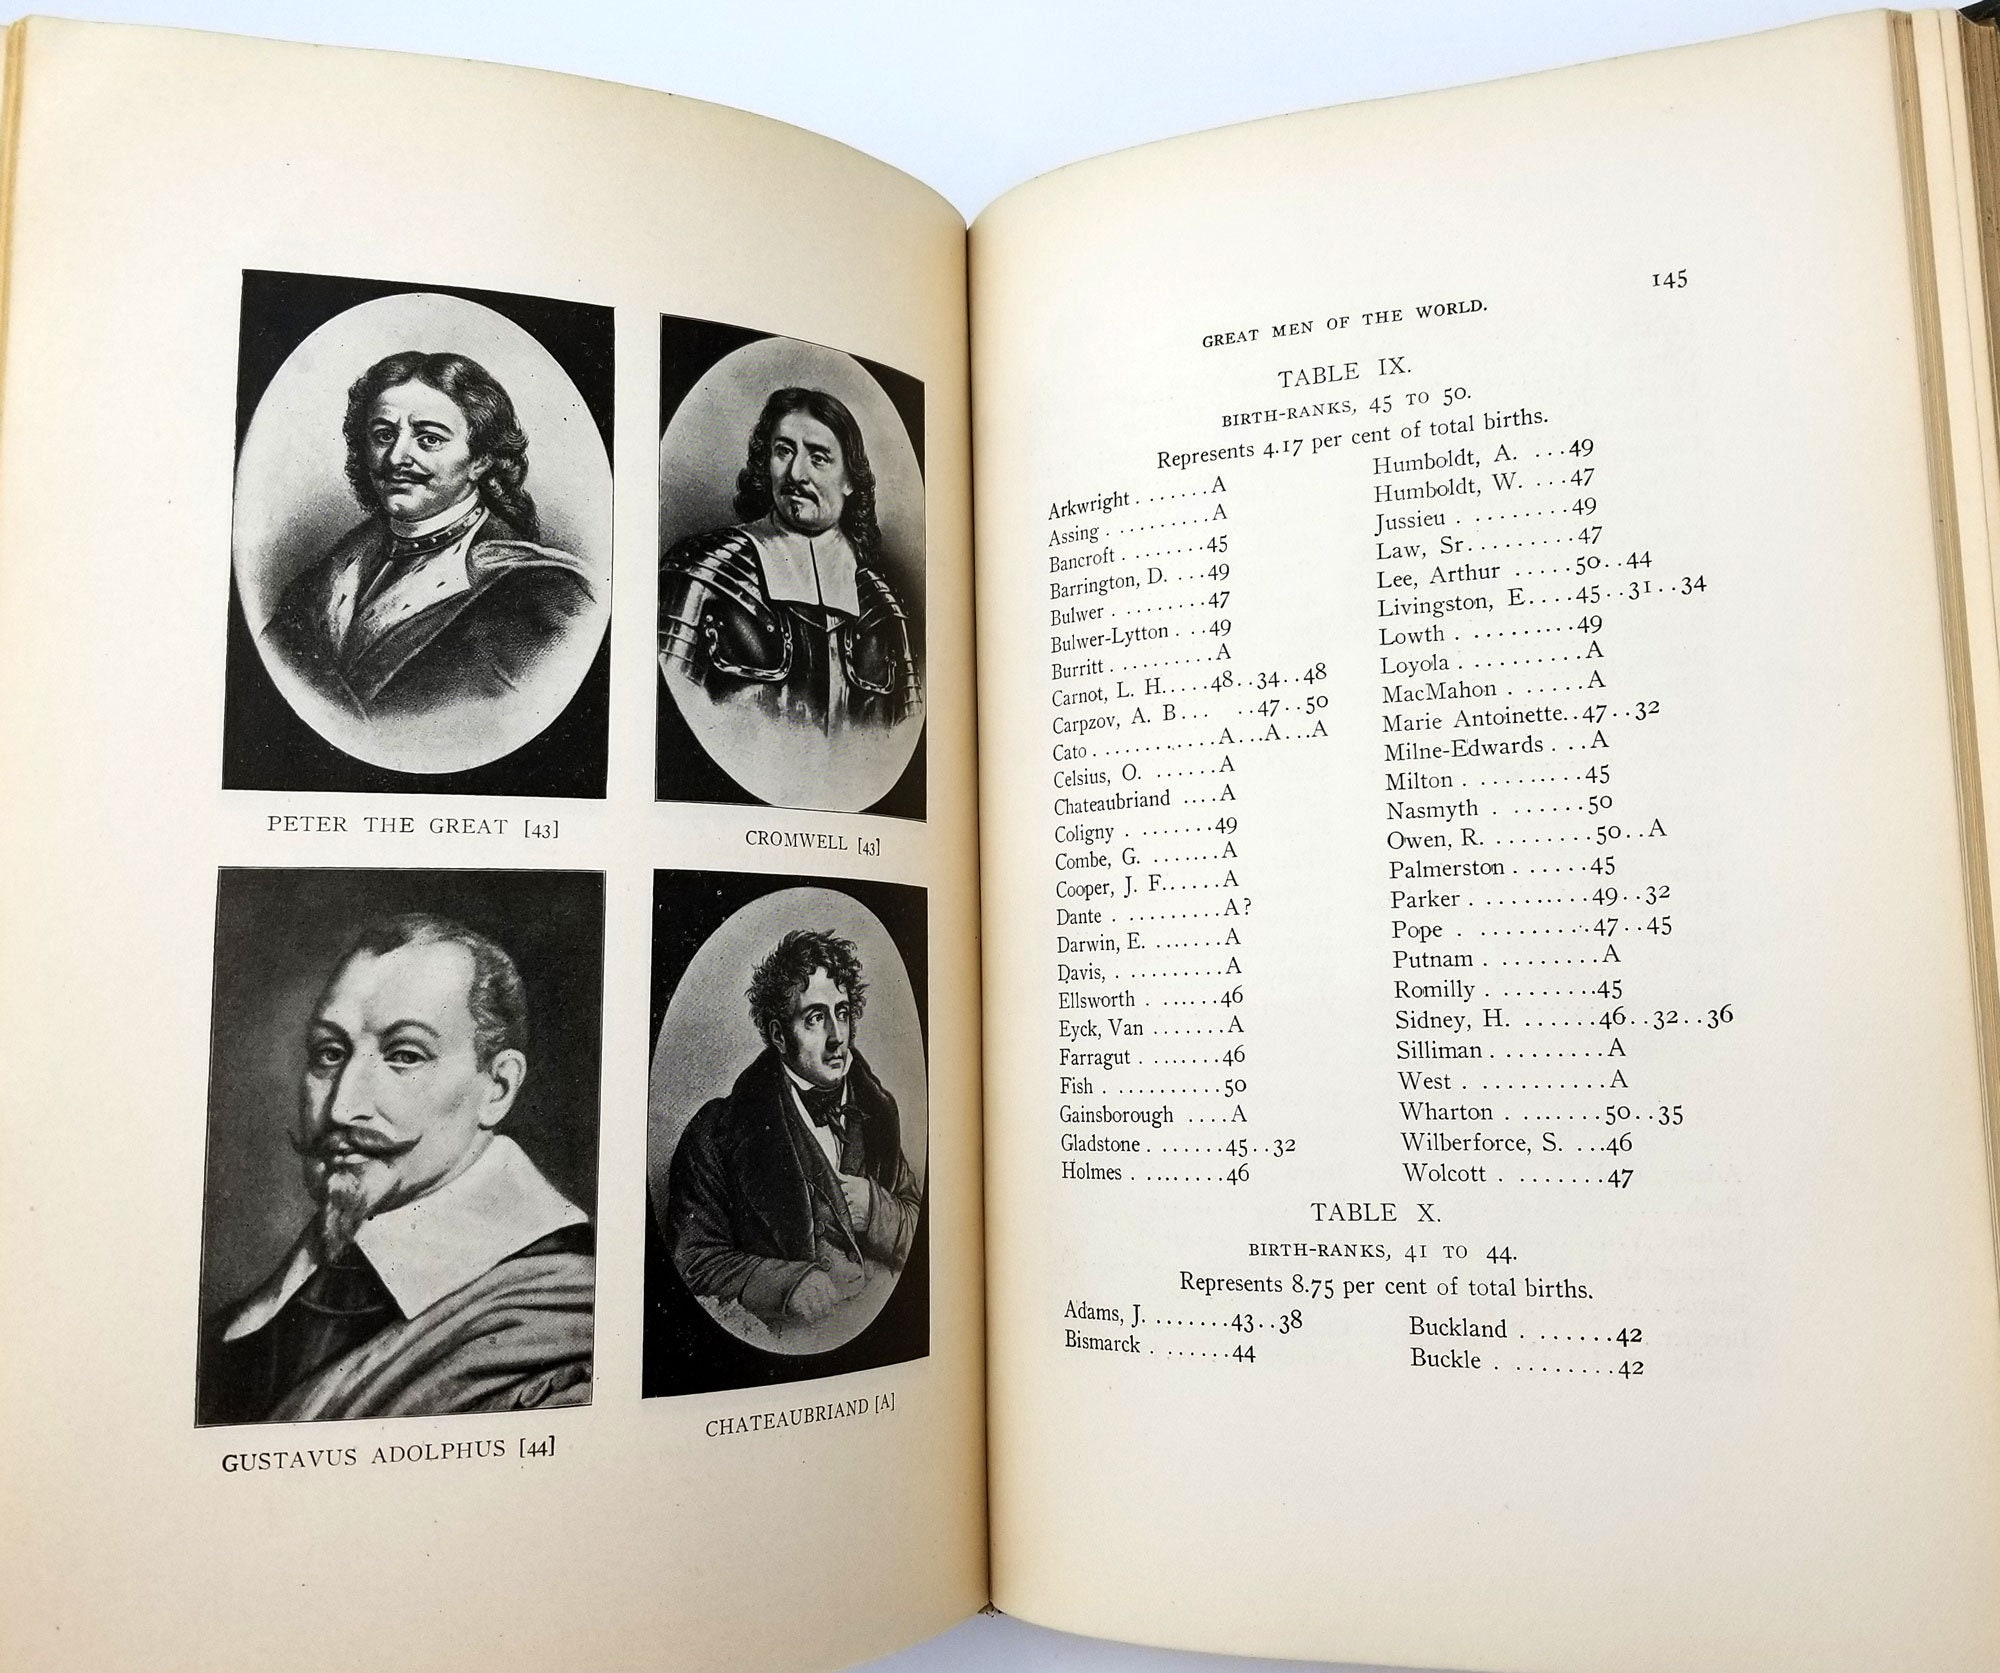 PETER THE GREAT [43]
CROMWELL [43]
GUSTAVUS ADOLPHUS [44]
CHATEAUBRIAND [A]
145
GREAT MEN OF THE WORLD.
TABLE IX.
BIRTH-RANKS, 45 TO 50.
Represents 4.17 per cent of total births.
Arkwright.......A
Assing..........A
Bancroft........45
Barrington, D. ....49
Bulwer.........47
Bulwer-Lytton...49
Burritt..........A
Carnot, L. H.....48..34..48
Carpzov, A. B... ..47..50
Cato............A...A...A
Celsius, O. ......A
Chateaubriand ....A
Coligny ........49
Combe, G. .......A
Cooper, J. F......A
Dante ..........A?
Darwin, E. .......A
Davis, ..........A
Ellsworth .......46
Eyck, Van .......A
Farragut ........46
Fish ...........50
Gainsborough ....A
Gladstone.......45..32
Holmes.........46
Humboldt, A. ...49
Humboldt, W. ...47
Jussieu .........49
Law, Sr.........47
Lee, Arthur .....50..44
Livingston, E....45..31..34
Lowth ..........49
Loyola..........A
MacMahon ......A
Marie Antoinette..47..32
Milne-Edwards ...A
Milton ..........45
Nasmyth .......50
Owen, R. .........50..A
Palmerston......45
Parker..........49..32
Pope ..........47..45
Putnam.........A
Romilly.........45
Sidney, H. .......46..32..36
Silliman.........A
West ...........A
Wharton ........50..35
Wilberforce, S. ...46
Wolcott ........47
TABLE X.
BIRTH-RANKS, 41 TO 44.
Represents 8.75 per cent of total births.
Adams, J. .......43..38
Bismarck .......44
Buckland .......42
Buckle .........42